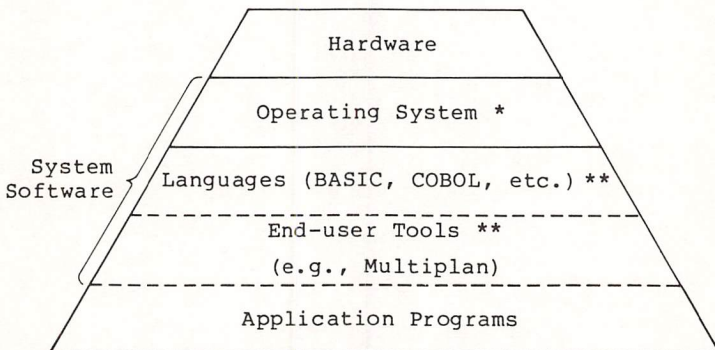 Hardware
Operating System *
System
Software
Languages (BASIC, COBOL, etc.) **
End-user Tools **
(e.g., Multiplan)
Application Programs